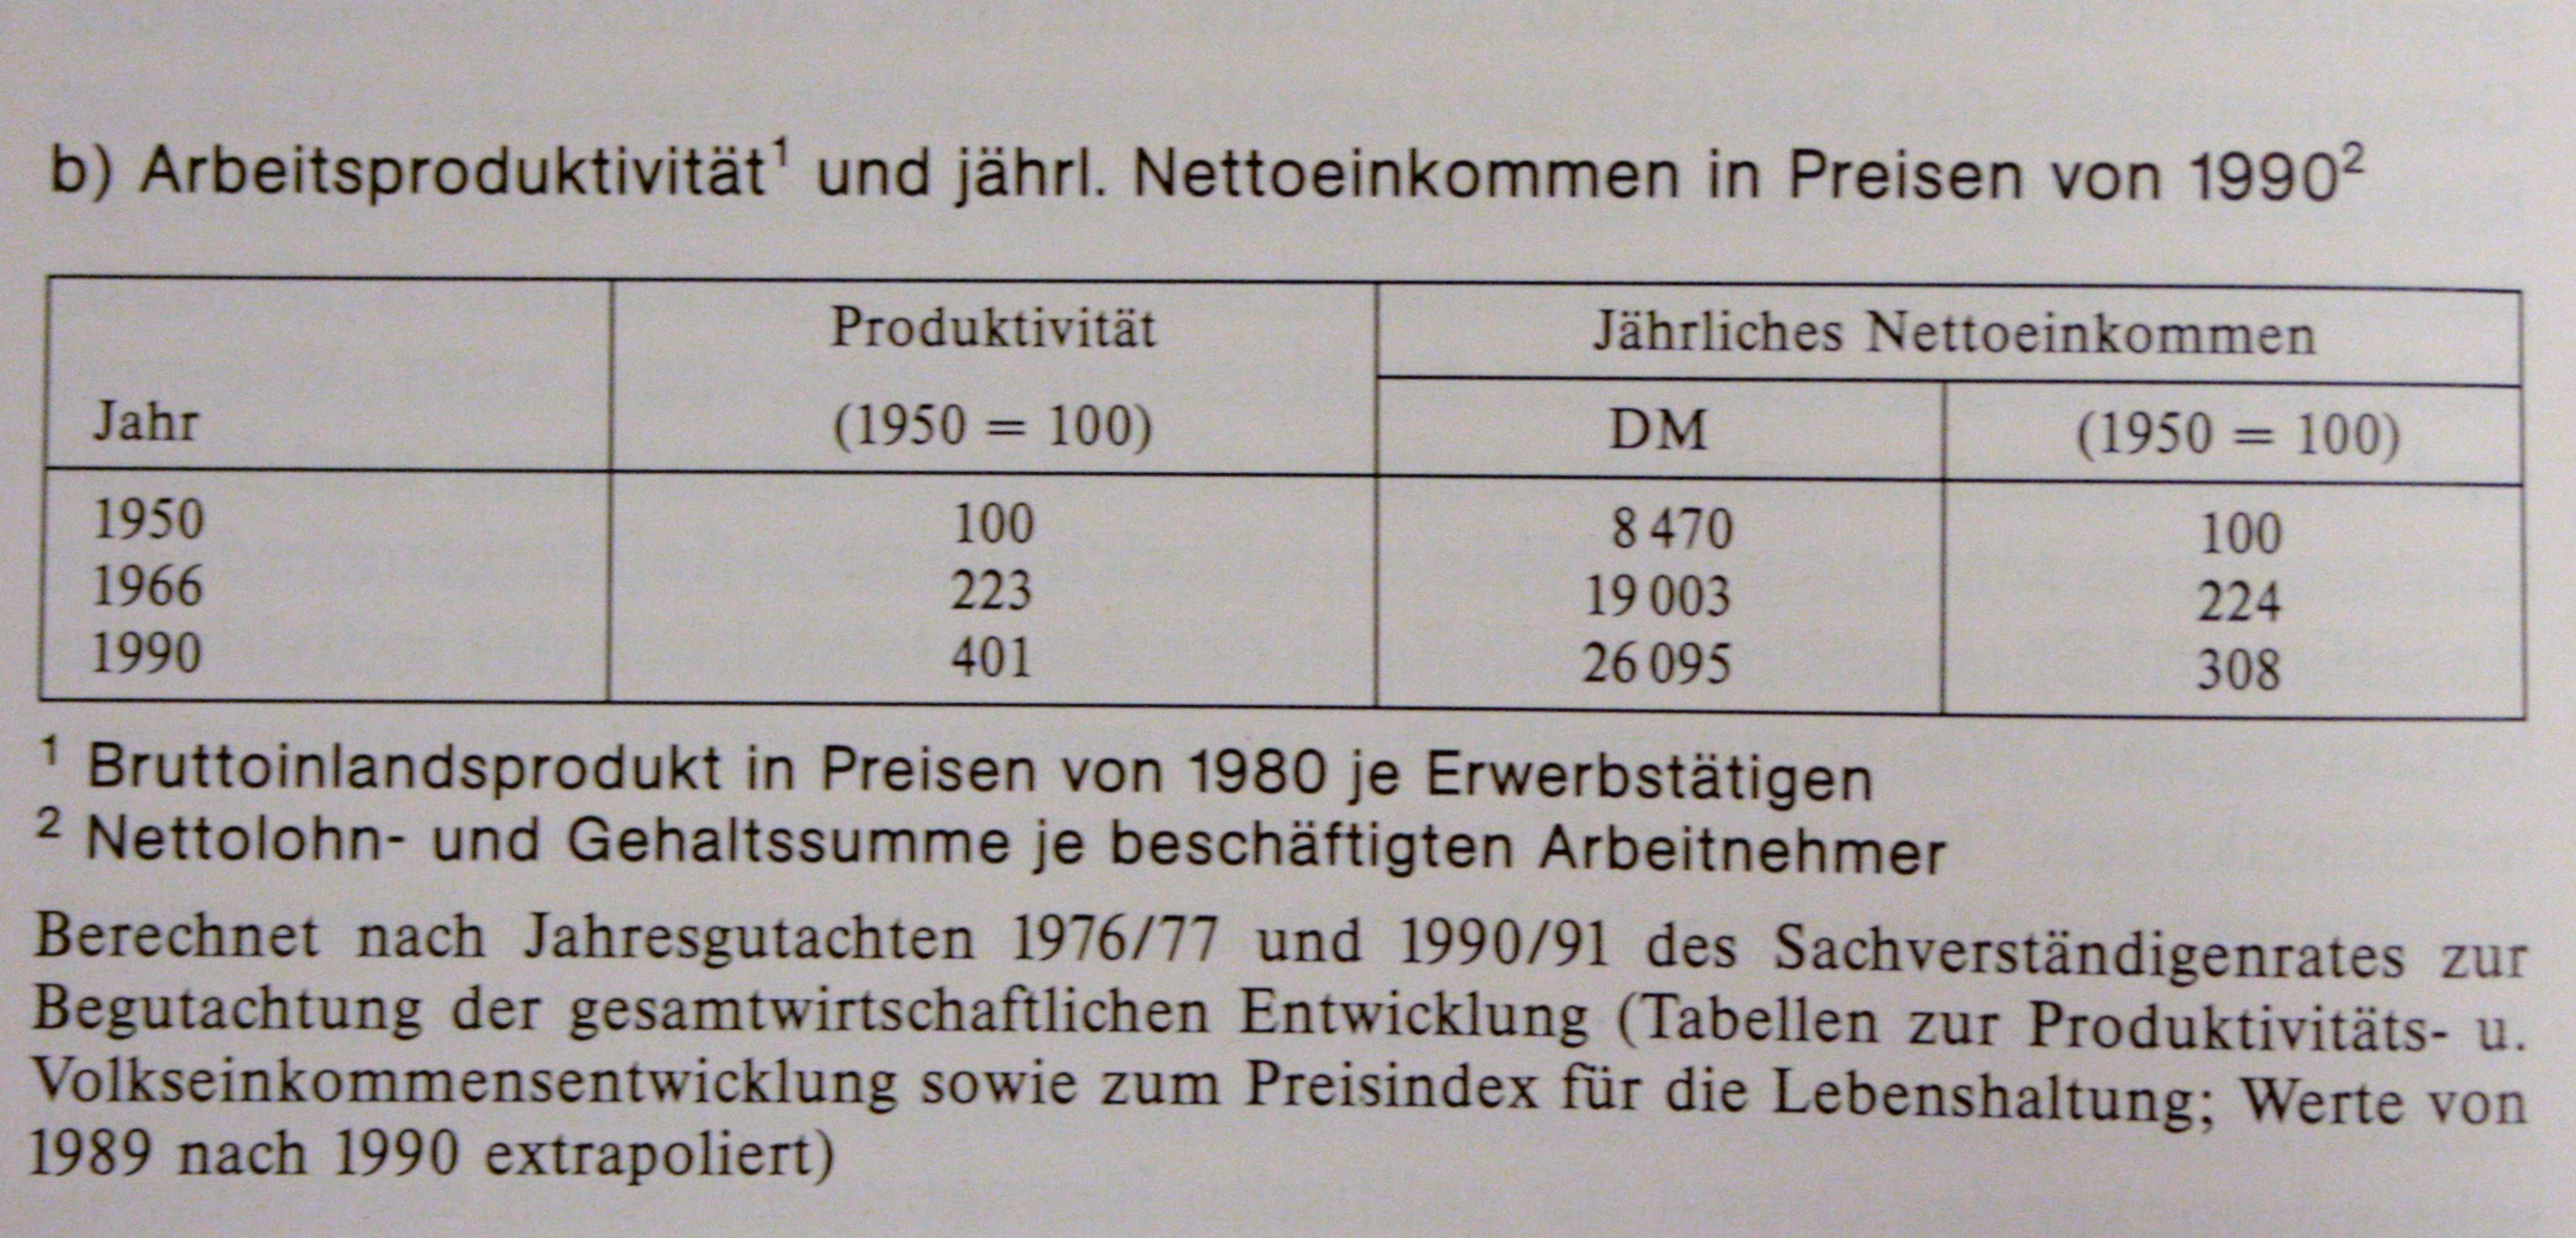 b) Arbeitsproduktivität¹ und jährl. Nettoeinkommen in Preisen von 1990²
Produktivität Jährliches Nettoeinkommen
Jahr (1950 = 100) DM (1950 = 100)
1950 100 8 470 100
1966 223 19 003 224
1990 401 26 095 308
¹ Bruttoinlandsprodukt in Preisen von 1980 je Erwerbstätigen
² Nettolohn- und Gehaltssumme je beschäftigten Arbeitnehmer
Berechnet nach Jahresgutachten 1976/77 und 1990/91 des Sachverständigenrates zur
Begutachtung der gesamtwirtschaftlichen Entwicklung (Tabellen zur Produktivitäts- u.
Volkseinkommensentwicklung sowie zum Preisindex für die Lebenshaltung; Werte von
1989 nach 1990 extrapoliert)